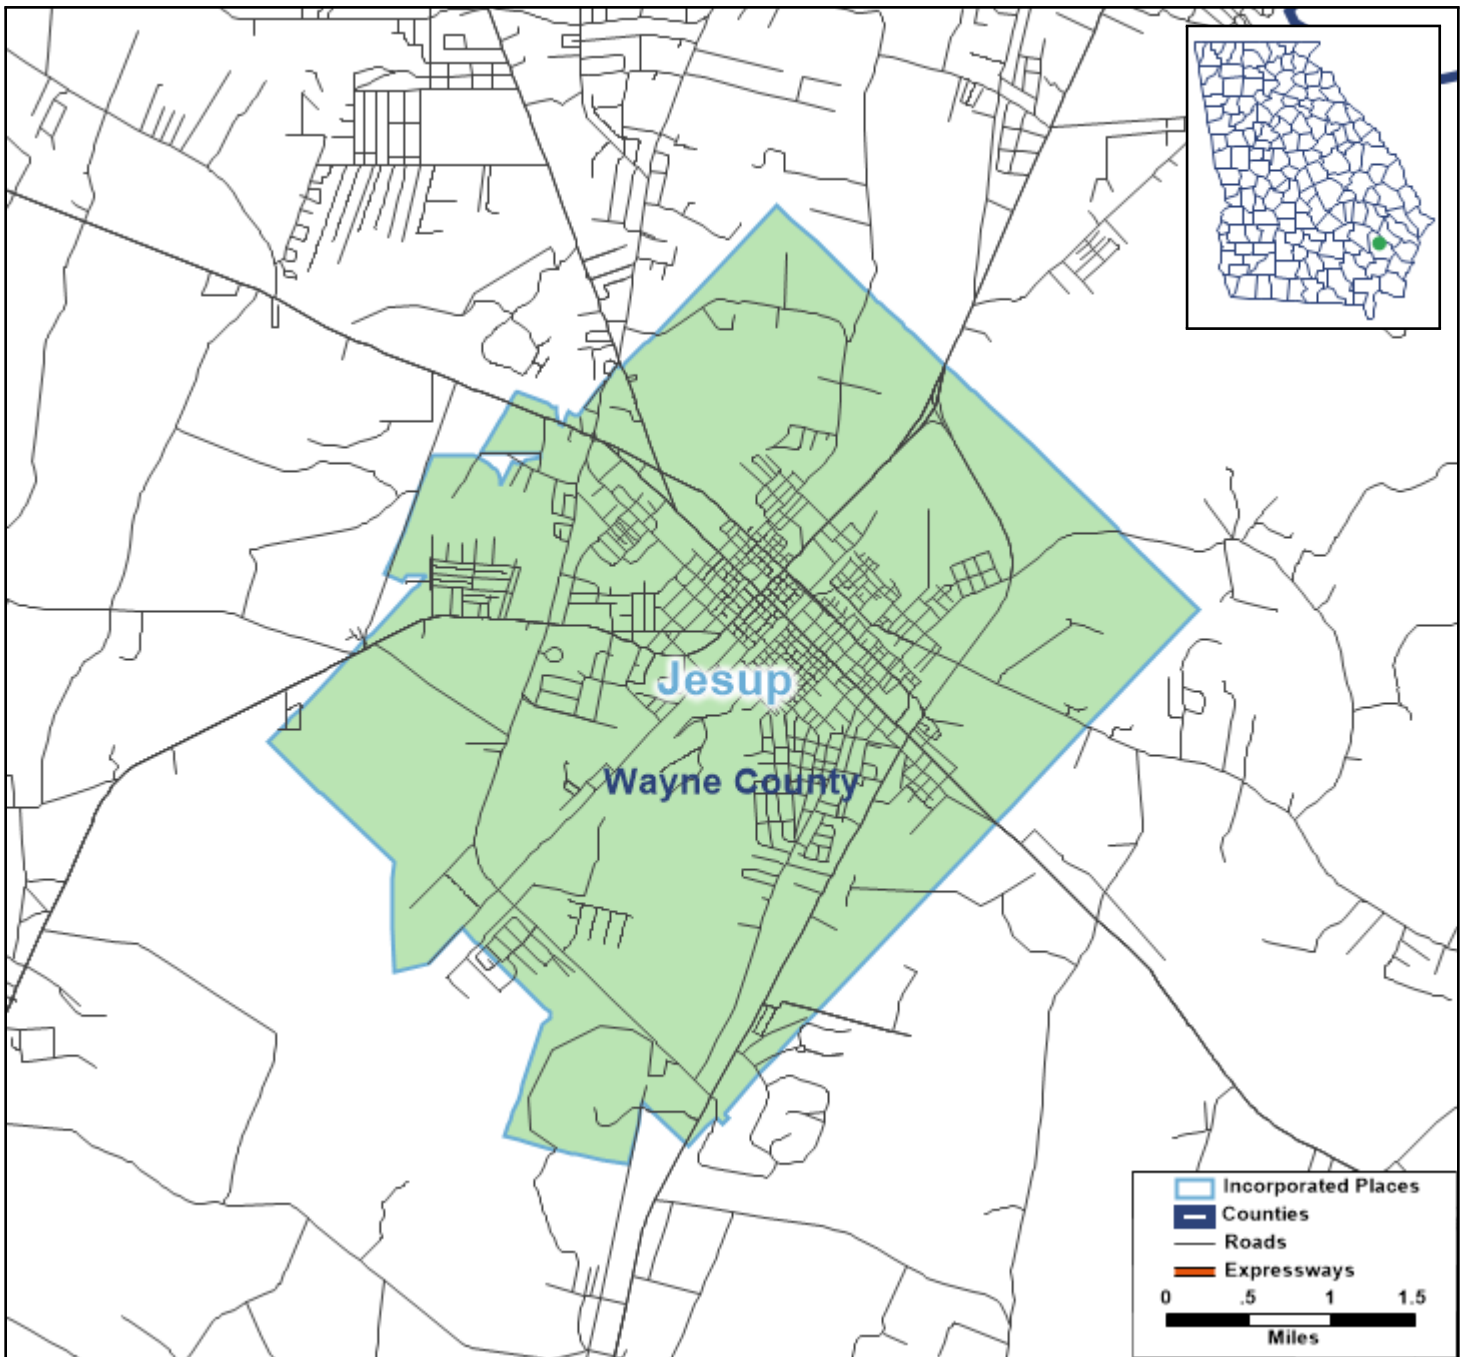 Jesup
Wayne County
Incorporated Places
Counties
Roads
Expressways
0 .5 1 1.5
Miles